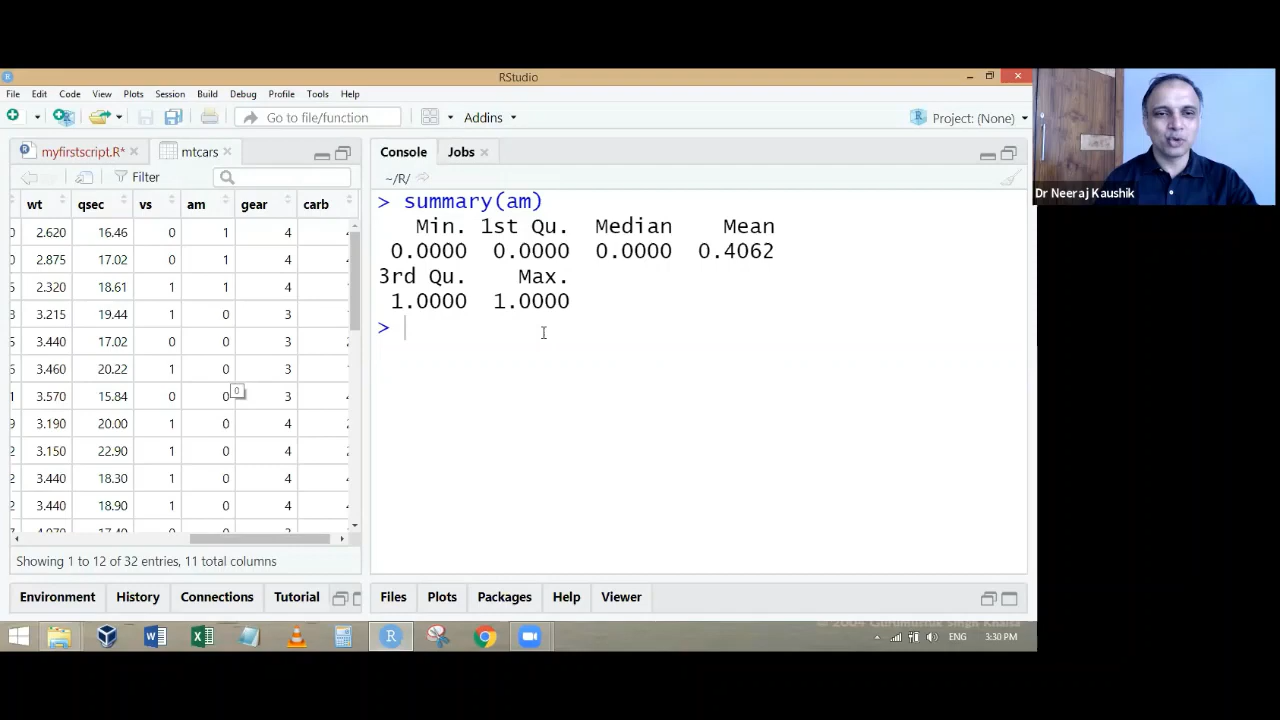 RStudio
File Edit Code View Plots Session Build Debug Profile Tools Help
Go to file/function Addins Project: (None)
myfirstscript.R* mtcars
Filter
wt qsec vs am gear carb
2.620 16.46 0 1 4
2.875 17.02 0 1 4
2.320 18.61 1 1 4
3.215 19.44 1 0 3
3.440 17.02 0 0 3
3.460 20.22 1 0 3
3.570 15.84 0 0 3
0
3.190 20.00 1 0 4
3.150 22.90 1 0 4
3.440 18.30 1 0 4
3.440 18.90 1 0 4
Showing 1 to 12 of 32 entries, 11 total columns
Environment History Connections Tutorial
Console Jobs
~/R/
> summary(am)
Min. 1st Qu. Median Mean
0.0000 0.0000 0.0000 0.4062
3rd Qu. Max.
1.0000 1.0000
>
Files Plots Packages Help Viewer
ENG 3:30 PM
Dr Neeraj Kaushik